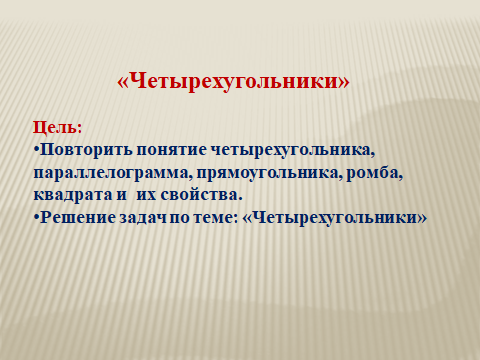 «Четырехугольники»
Цель:
•Повторить понятие четырехугольника,
параллелограмма, прямоугольника, ромба,
квадрата и их свойства.
•Решение задач по теме: «Четырехугольники»